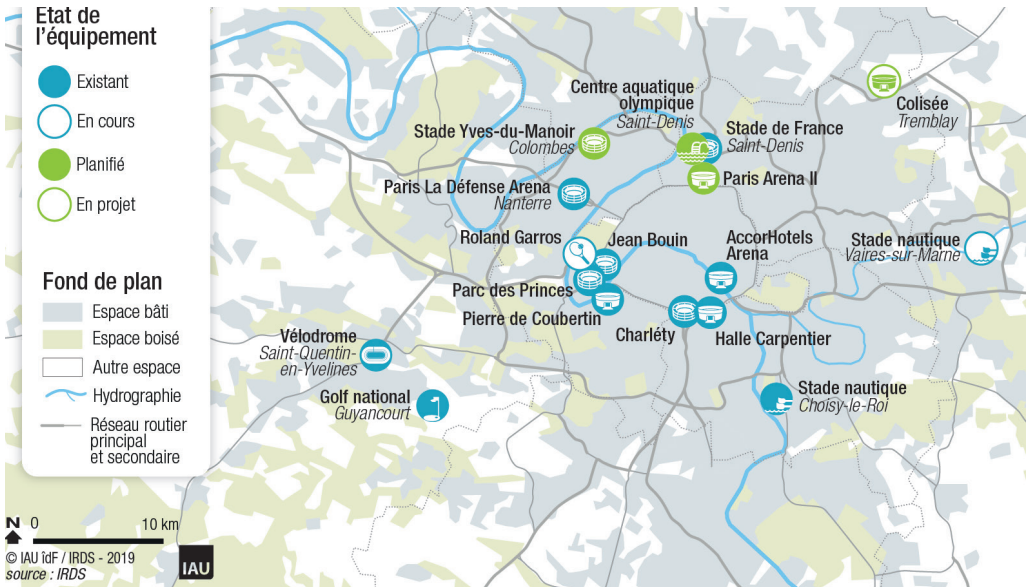 Etat de
l'équipement
Existant
En cours
Planifié
En projet
Fond de plan
Espace bâti
Espace boisé
Autre espace
Hydrographie
Réseau routier
principal
et secondaire
N 0 10 km
© IAU îdF / IRDS - 2019
source : IRDS
IAU
Centre aquatique
olympique
Saint-Denis
Stade de France
Saint-Denis
Colisée
Tremblay
Stade Yves-du-Manoir
Colombes
Paris Arena II
Paris La Défense Arena
Nanterre
Roland Garros
Jean Bouin
AccorHotels
Arena
Stade nautique
Vaires-sur-Marne
Parc des Princes
Pierre de Coubertin
Charléty
Halle Carpentier
Vélodrome
Saint-Quentin-
en-Yvelines
Golf national
Guyancourt
Stade nautique
Choisy-le-Roi